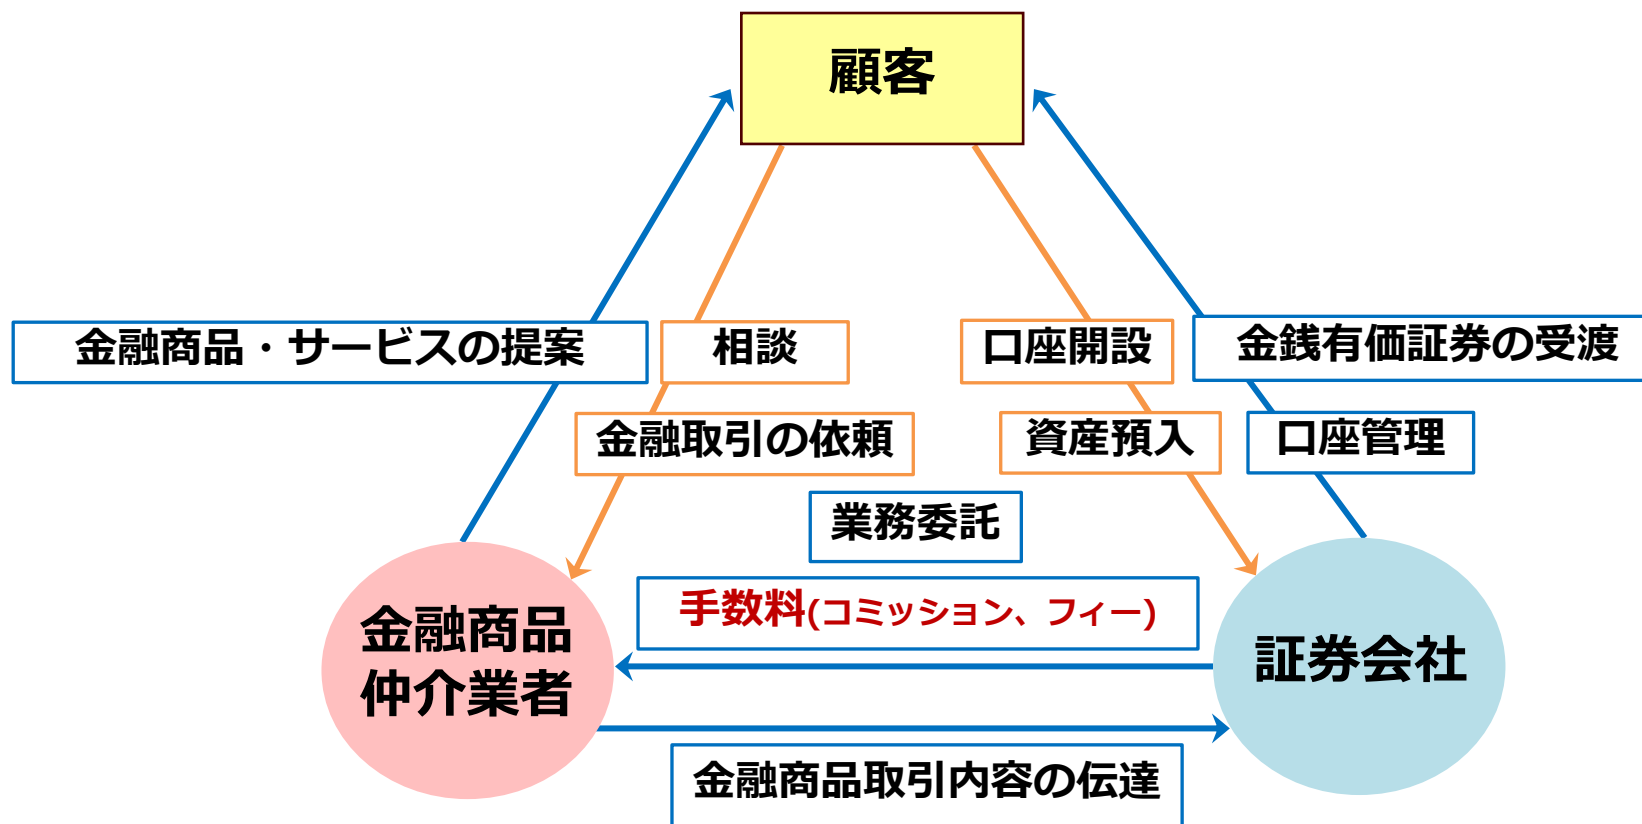 顧客
金融商品・サービスの提案
相談
口座開設
金銭有価証券の受渡
金融取引の依頼
資産預入
口座管理
業務委託
手数料(コミッション、フィー)
金融商品
仲介業者
証券会社
金融商品取引内容の伝達